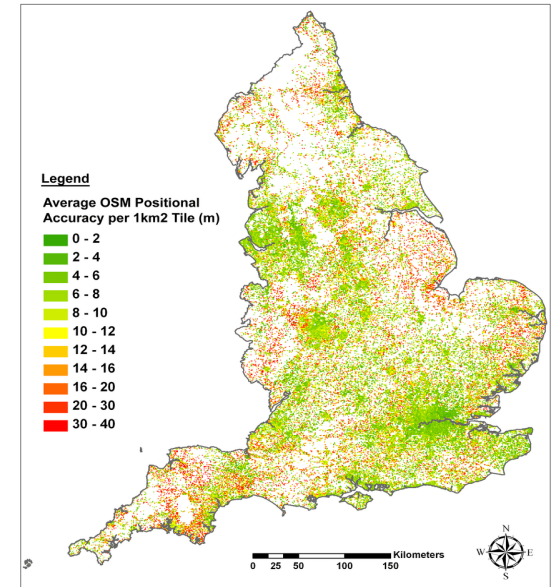 Legend
Average OSM Positional
Accuracy per 1km2 Tile (m)
0 - 2
2 - 4
4 - 6
6 - 8
8 - 10
10 - 12
12 - 14
14 - 16
16 - 20
20 - 30
30 - 40
N
W E
S
Kilometers
0 25 50 100 150